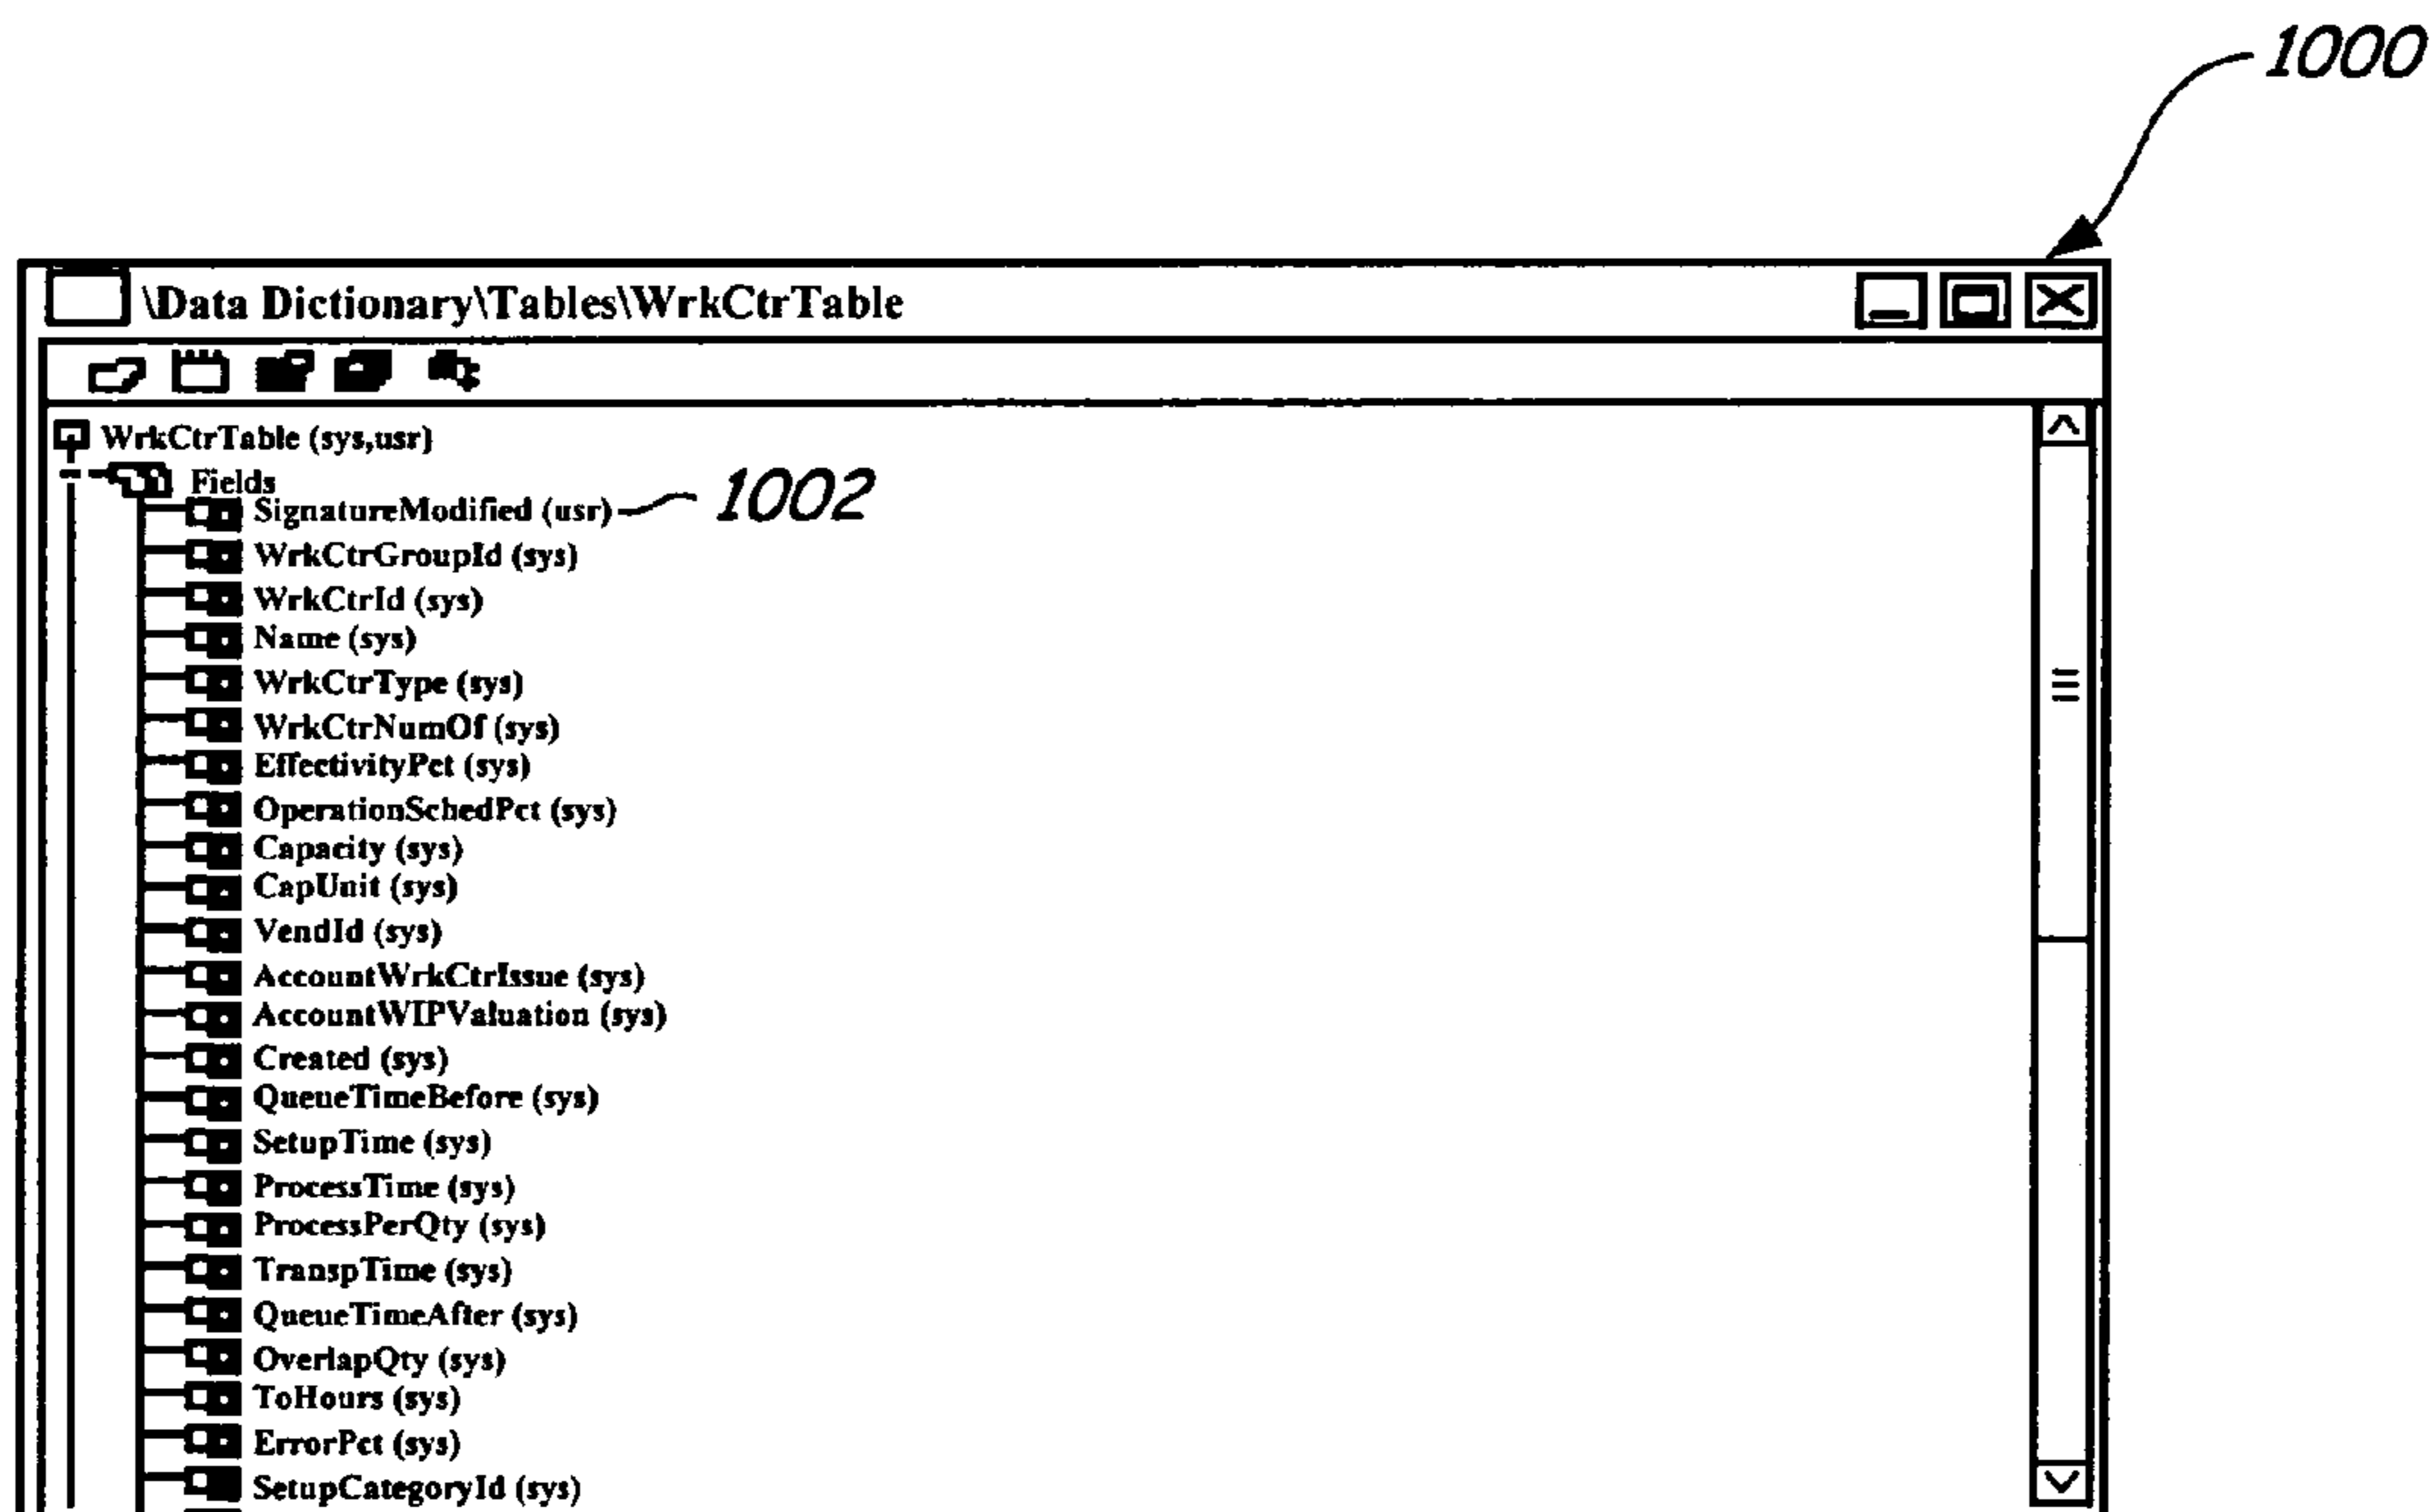 1000
\Data Dictionary\Tables\WrkCtrTable
WrkCtrTable (sys,usr)
Fields
SignatureModified (usr) 1002
WrkCtrGroupId (sys)
WrkCtrId (sys)
Name (sys)
WrkCtrType (sys)
WrkCtrNumOf (sys)
EffectivityPct (sys)
OperationSchedPct (sys)
Capacity (sys)
CapUnit (sys)
VendId (sys)
AccountWrkCtrIssue (sys)
AccountWIPValuation (sys)
Created (sys)
QueueTimeBefore (sys)
SetupTime (sys)
ProcessTime (sys)
ProcessPerQty (sys)
TranspTime (sys)
QueueTimeAfter (sys)
OverlapQty (sys)
ToHours (sys)
ErrorPct (sys)
SetupCategoryId (sys)